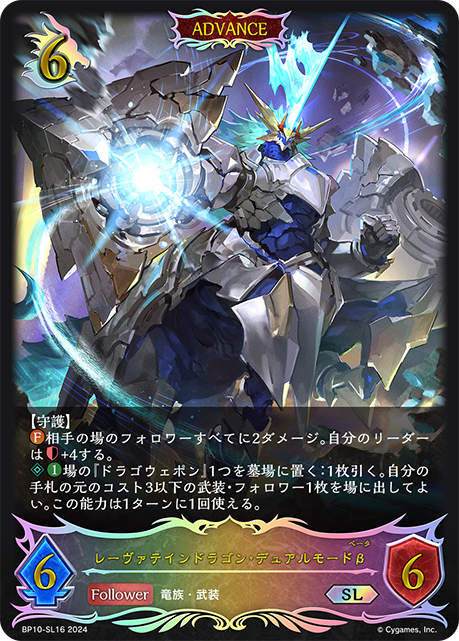 ADVANCE
6
【守護】
F 相手の場のフォロワーすべてに2ダメージ。自分のリーダー
は +4する。
1 場の『ドラゴウェポン』1つを墓場に置く:1枚引く。自分の
手札の元のコスト3以下の武装・フォロワー1枚を場に出してよ
い。この能力は1ターンに1回使える。
ベータ
レーヴァテインドラゴン・デュアルモードβ
6
Follower 竜族・武装
SL
6
BP10-SL16 2024
© Cygames, Inc.